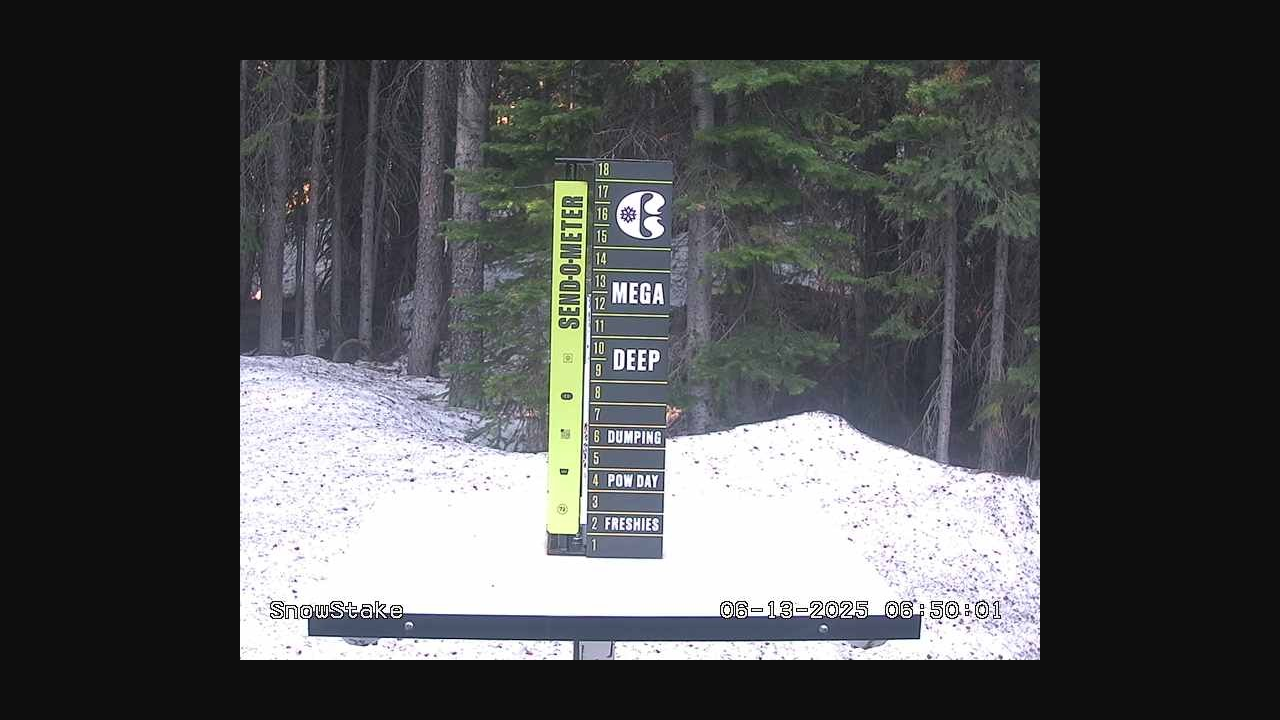 18
17
16
15
14
13
MEGA
12
11
10
DEEP
9
8
7
6 DUMPING
5
4 POW DAY
3
2 FRESHIES
1
SEND-O-METER
SnowStake
06-13-2025 06:50:01